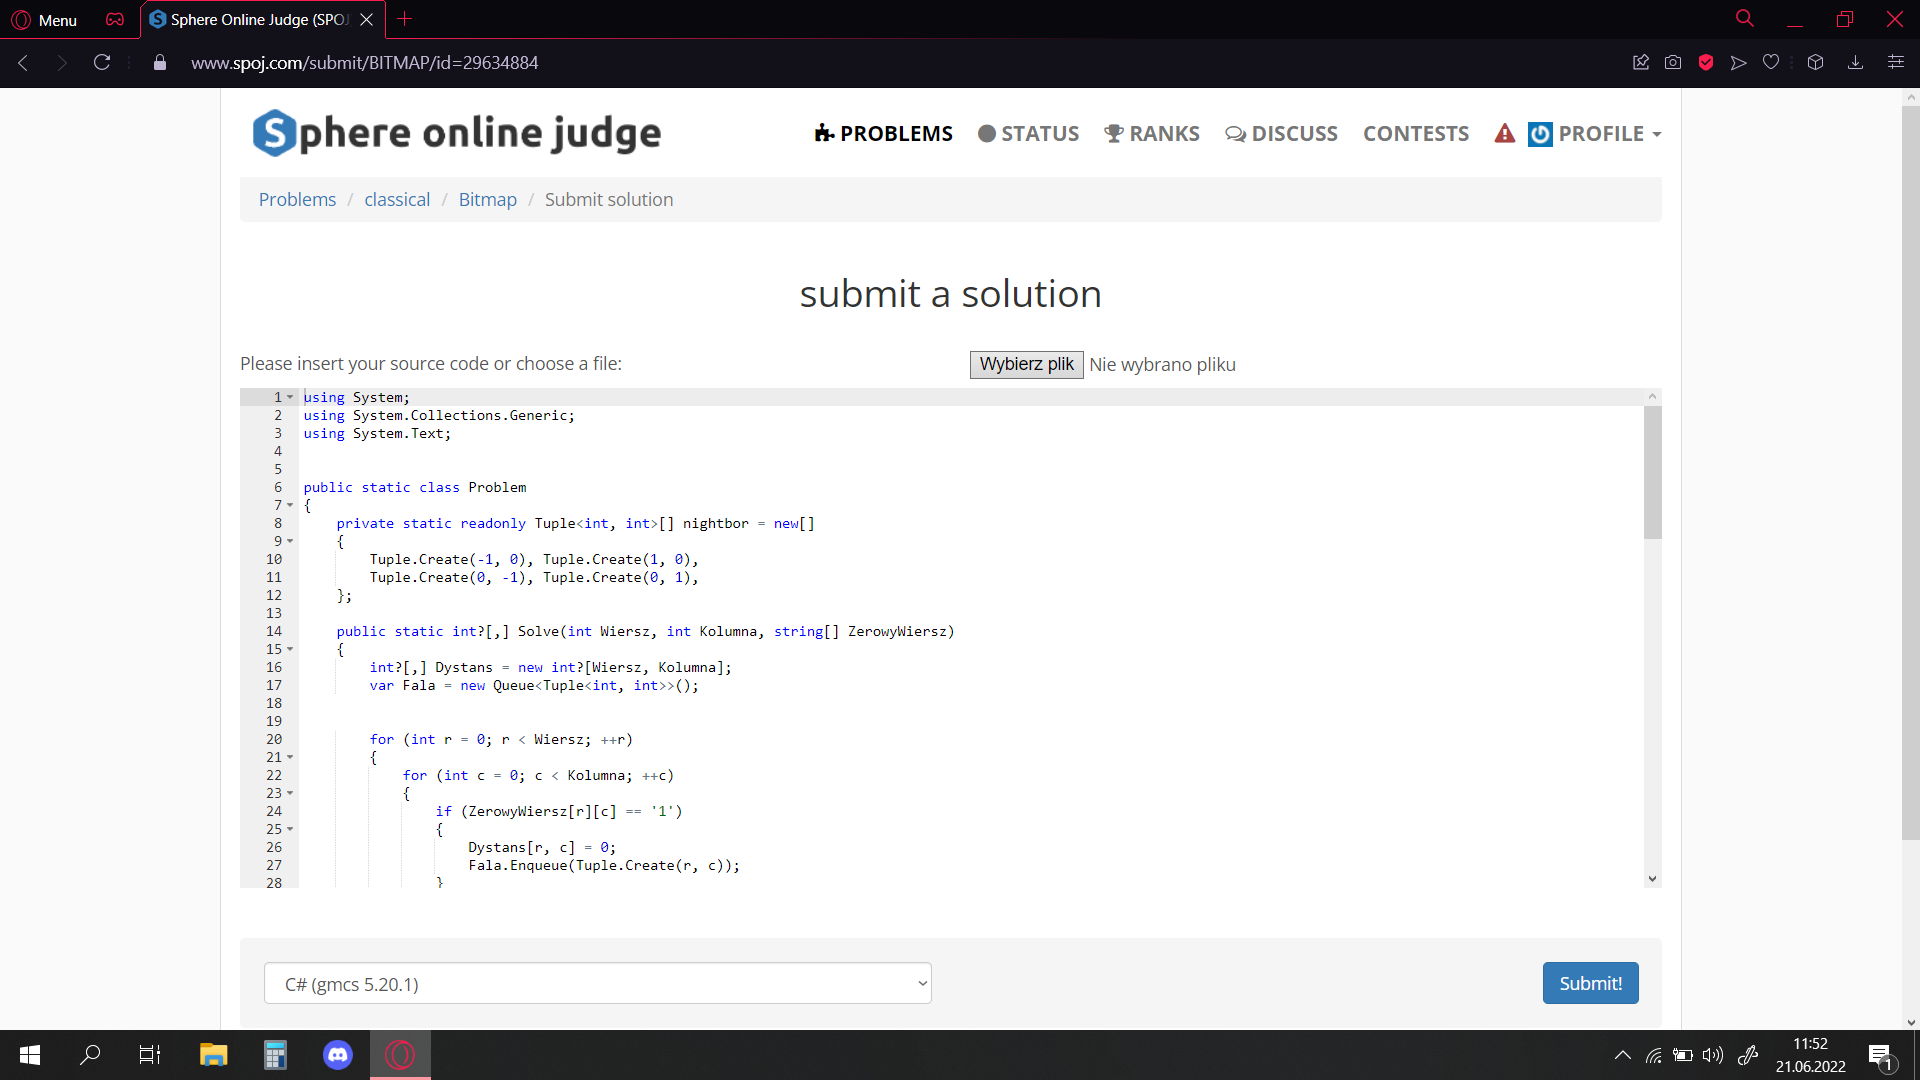 Menu
Sphere Online Judge (SPOJ
www.spoj.com/submit/BITMAP/id=29634884
Sphere online judge
PROBLEMS STATUS RANKS DISCUSS CONTESTS PROFILE
Problems / classical / Bitmap / Submit solution
submit a solution
Please insert your source code or choose a file: Wybierz plik Nie wybrano pliku
1 using System;
2 using System.Collections.Generic;
3 using System.Text;
4
5
6 public static class Problem
7 {
8 private static readonly Tuple<int, int>[] nightbor = new[]
9 {
10 Tuple.Create(-1, 0), Tuple.Create(1, 0),
11 Tuple.Create(0, -1), Tuple.Create(0, 1),
12 };
13
14 public static int?[,] Solve(int Wiersz, int Kolumna, string[] ZerowyWiersz)
15 {
16 int?[,] Dystans = new int?[Wiersz, Kolumna];
17 var Fala = new Queue<Tuple<int, int>>();
18
19
20 for (int r = 0; r < Wiersz; ++r)
21 {
22 for (int c = 0; c < Kolumna; ++c)
23 {
24 if (ZerowyWiersz[r][c] == '1')
25 {
26 Dystans[r, c] = 0;
27 Fala.Enqueue(Tuple.Create(r, c));
28 }
C# (gmcs 5.20.1)
Submit!
11:52
21.06.2022
1